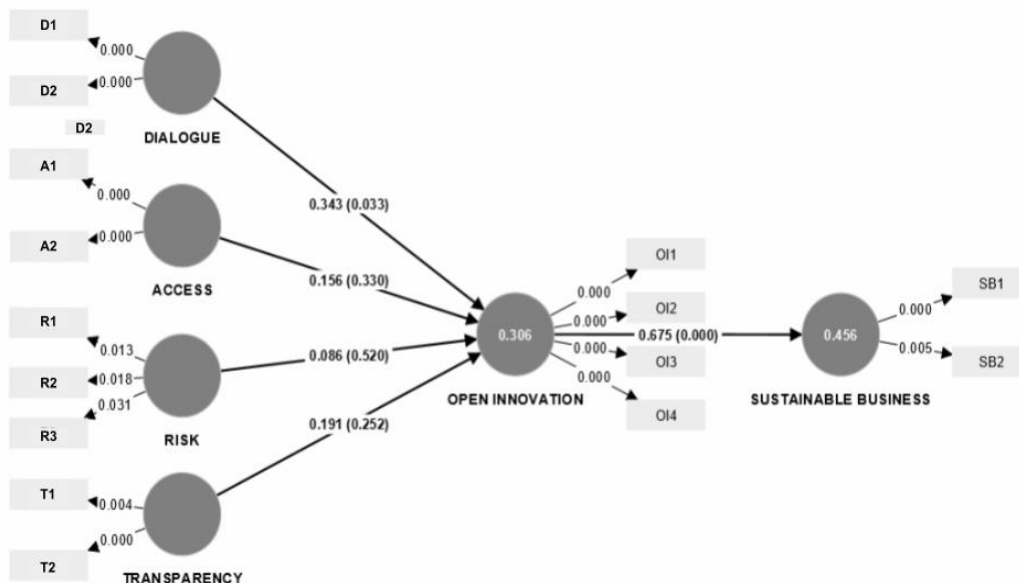 D1
0.000
0.000
D2
D2
DIALOGUE
A1
0.000
0.000
A2
ACCESS
R1
0.013
R2
0.018
0.031
R3
RISK
T1
0.004
0.000
T2
TRANSPARENCY
0.343 (0.033)
0.156 (0.330)
0.086 (0.520)
0.191 (0.252)
0.306
OPEN INNOVATION
OI1
0.000
OI2
0.000
0.675 (0.000)
0.000
OI3
0.000
OI4
0.456
SUSTAINABLE BUSINESS
SB1
0.000
0.005
SB2